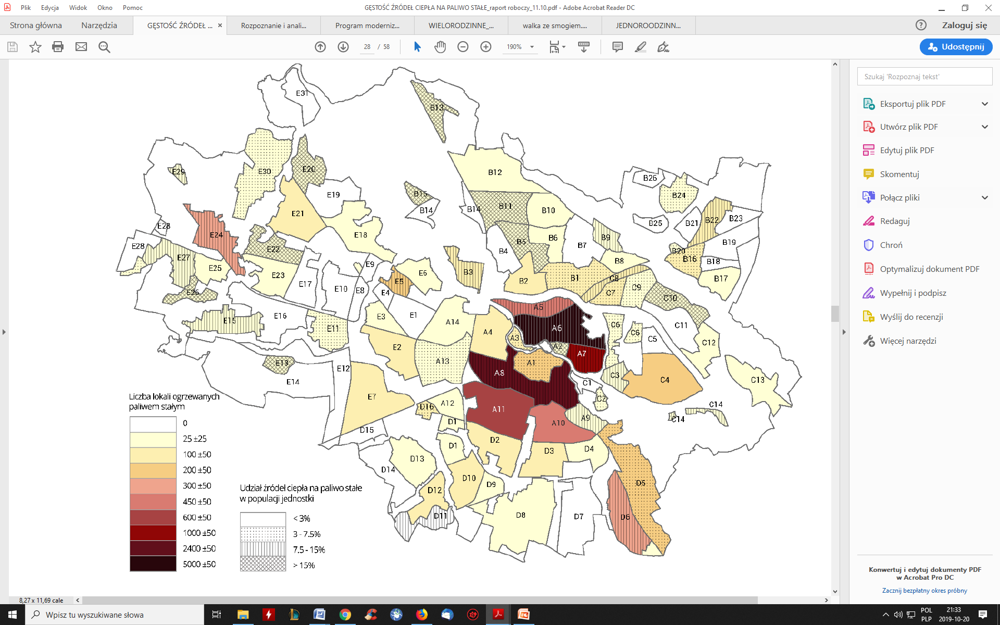 GĘSTOŚĆ ŹRÓDEŁ CIEPŁA NA PALIWO STAŁE_raport roboczy_11.10.pdf - Adobe Acrobat Reader DC
Plik Edycja Widok Okno Pomoc
Strona główna Narzędzia GĘSTOŚĆ ŹRÓDEŁ ... × Rozpoznanie i anali... Program moderniz... WIELORODZINNE_... walka ze smogiem.... JEDNOROODZINN... Zaloguj się
28 / 58 190% Udostępnij
Szukaj 'Rozpoznaj tekst'
Eksportuj plik PDF
Utwórz plik PDF
Edytuj plik PDF
Skomentuj
Połącz pliki
Redaguj
Chroń
Optymalizuj dokument PDF
Wypełnij i podpisz
Wyślij do recenzji
Więcej narzędzi
Konwertuj i edytuj dokumenty PDF
w Acrobat Pro DC
Zacznij bezpłatny okres próbny
E31
B13
E29 E30 E20 B12 B26
E19 B15 B14 B14 B11 B10 B24
E21 B25 B21 B22 B23
E28 E24 E18
E28 E22 B5 B6 B7 B9 B19
E27 B4 B20 B16 B18
E25 E23 E9 E6 B3 B8
E5 B2 B1 C8 B17
E26 E17 E10 E8 E4 C7 C9 C10
A5
E15 E16 E3 E1 A14
E11 A4 A6 C6 C6 C11
A3 C5 C12
E2 A2 A7
E13 E12 A13 A1
A8 C3 C4 C13
E14 C1
E7 D16 A12 A11 C2 C14
D1 A10 A9 C14
D15 D2
D1 D3 D4
D13
D14 D10 D9 D5
D12
D11 D8 D7 D6
Liczba lokali ogrzewanych
paliwem stałym
0
25 ±25
100 ±50
200 ±50
300 ±50
450 ±50
600 ±50
1000 ±50
2400 ±50
5000 ±50
Udział źródeł ciepła na paliwo stałe
w populacji jednostki
< 3%
3 - 7.5%
7.5 - 15%
> 15%
8,27 x 11,69 cale
Wpisz tu wyszukiwane słowa
POL
PLP
21:33
2019-10-20